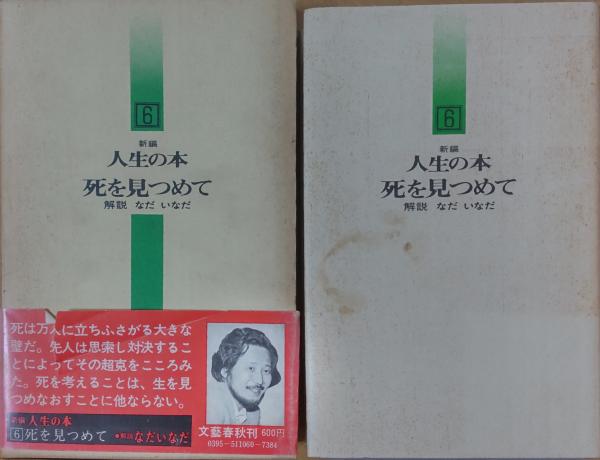 6
新編
人生の本
死を見つめて
解説 なだ いなだ
死は万人に立ちふさがる大きな
壁だ。先人は思索し対決するこ
とによってその超克をこころみ
た。死を考えることは、生を見
つめなおすことに他ならない。
新編 人生の本
6 死を見つめて ●解説 なだいなだ
文藝春秋刊 600円
0395-511060-7384
6
新編
人生の本
死を見つめて
解説 なだ いなだ